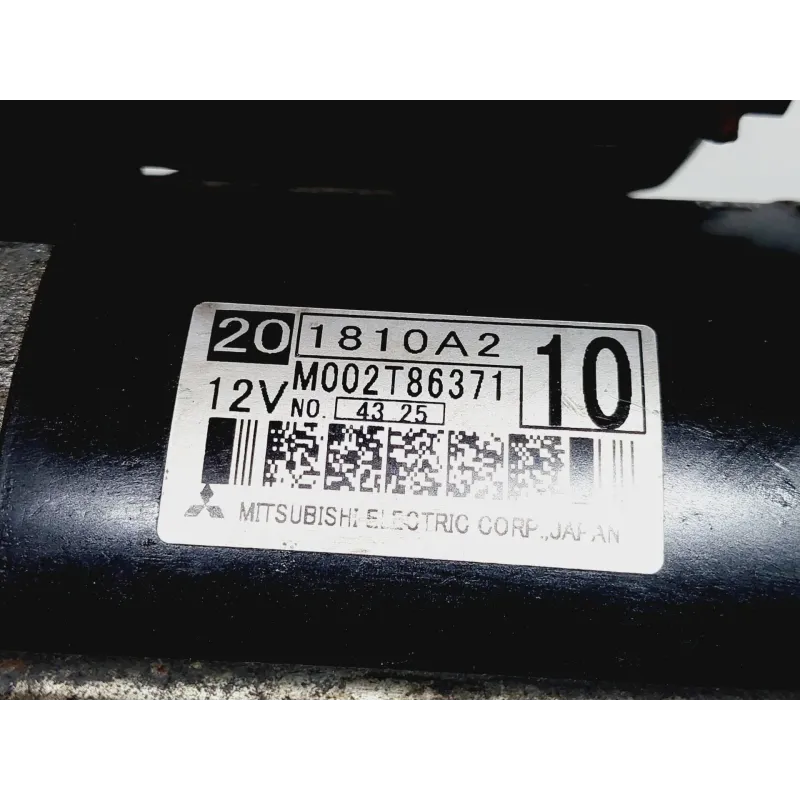 20 1810A2 10
12V M002T86371
NO. 43 25
MITSUBISHI ELECTRIC CORP., JAPAN